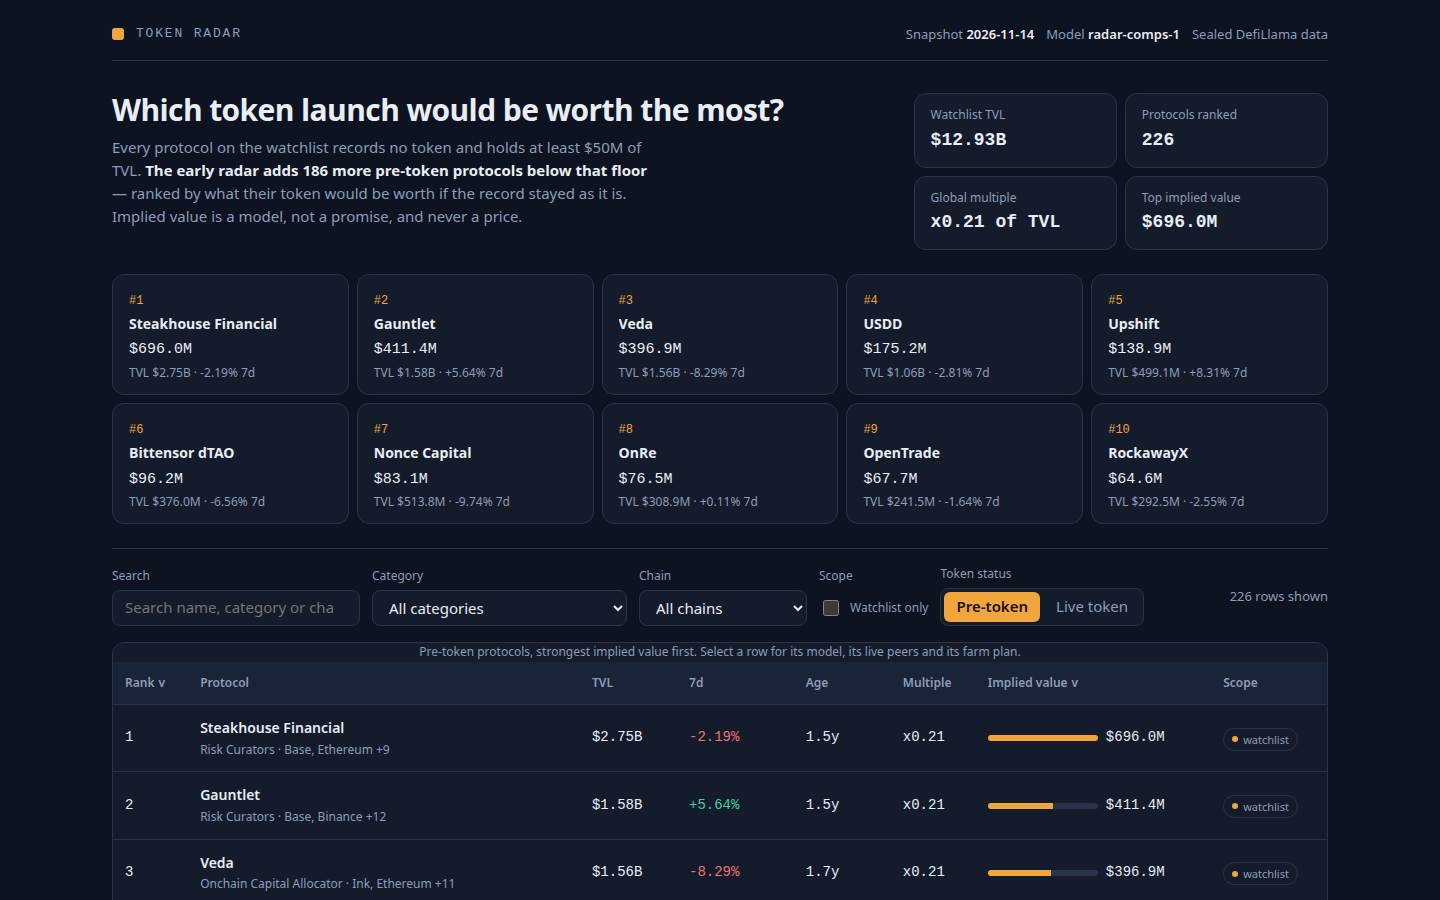 TOKEN RADAR
Snapshot 2026-11-14 Model radar-comps-1 Sealed DefiLlama data
Which token launch would be worth the most?
Every protocol on the watchlist records no token and holds at least $50M of
TVL. The early radar adds 186 more pre-token protocols below that floor
— ranked by what their token would be worth if the record stayed as it is.
Implied value is a model, not a promise, and never a price.
Watchlist TVL
$12.93B
Protocols ranked
226
Global multiple
x0.21 of TVL
Top implied value
$696.0M
#1
Steakhouse Financial
$696.0M
TVL $2.75B · -2.19% 7d
#2
Gauntlet
$411.4M
TVL $1.58B · +5.64% 7d
#3
Veda
$396.9M
TVL $1.56B · -8.29% 7d
#4
USDD
$175.2M
TVL $1.06B · -2.81% 7d
#5
Upshift
$138.9M
TVL $499.1M · +8.31% 7d
#6
Bittensor dTAO
$96.2M
TVL $376.0M · -6.56% 7d
#7
Nonce Capital
$83.1M
TVL $513.8M · -9.74% 7d
#8
OnRe
$76.5M
TVL $308.9M · +0.11% 7d
#9
OpenTrade
$67.7M
TVL $241.5M · -1.64% 7d
#10
RockawayX
$64.6M
TVL $292.5M · -2.55% 7d
Search
Search name, category or cha
Category
All categories
Chain
All chains
Scope
Watchlist only
Token status
Pre-token Live token
226 rows shown
Pre-token protocols, strongest implied value first. Select a row for its model, its live peers and its farm plan.
Rank v Protocol TVL 7d Age Multiple Implied value v Scope
1 Steakhouse Financial $2.75B -2.19% 1.5y x0.21 $696.0M watchlist
Risk Curators · Base, Ethereum +9
2 Gauntlet $1.58B +5.64% 1.5y x0.21 $411.4M watchlist
Risk Curators · Base, Binance +12
3 Veda $1.56B -8.29% 1.7y x0.21 $396.9M watchlist
Onchain Capital Allocator · Ink, Ethereum +11